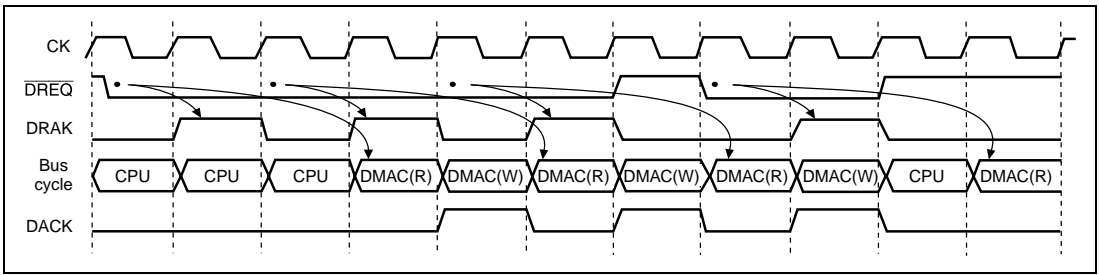 CK
DREQ
DRAK
Bus
cycle
CPU CPU CPU DMAC(R) DMAC(W) DMAC(R) DMAC(W) DMAC(R) DMAC(W) CPU DMAC(R)
DACK